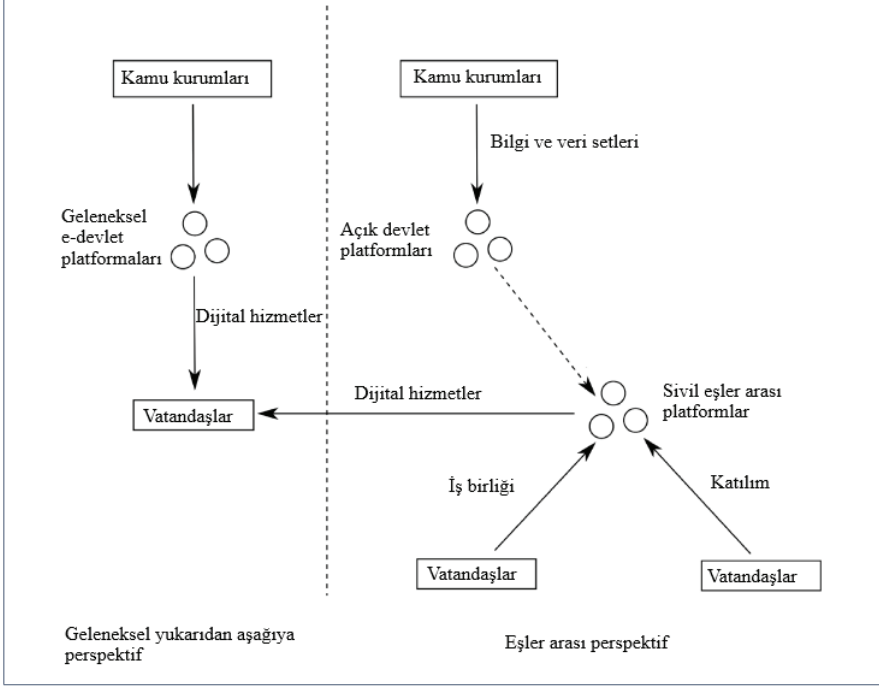 Kamu kurumları
Kamu kurumları
Bilgi ve veri setleri
Geleneksel
e-devlet
platformaları
Açık devlet
platformları
Dijital hizmetler
Dijital hizmetler
Sivil eşler arası
platformlar
Vatandaşlar
İş birliği
Katılım
Vatandaşlar
Vatandaşlar
Geleneksel yukarıdan aşağıya
perspektif
Eşler arası perspektif